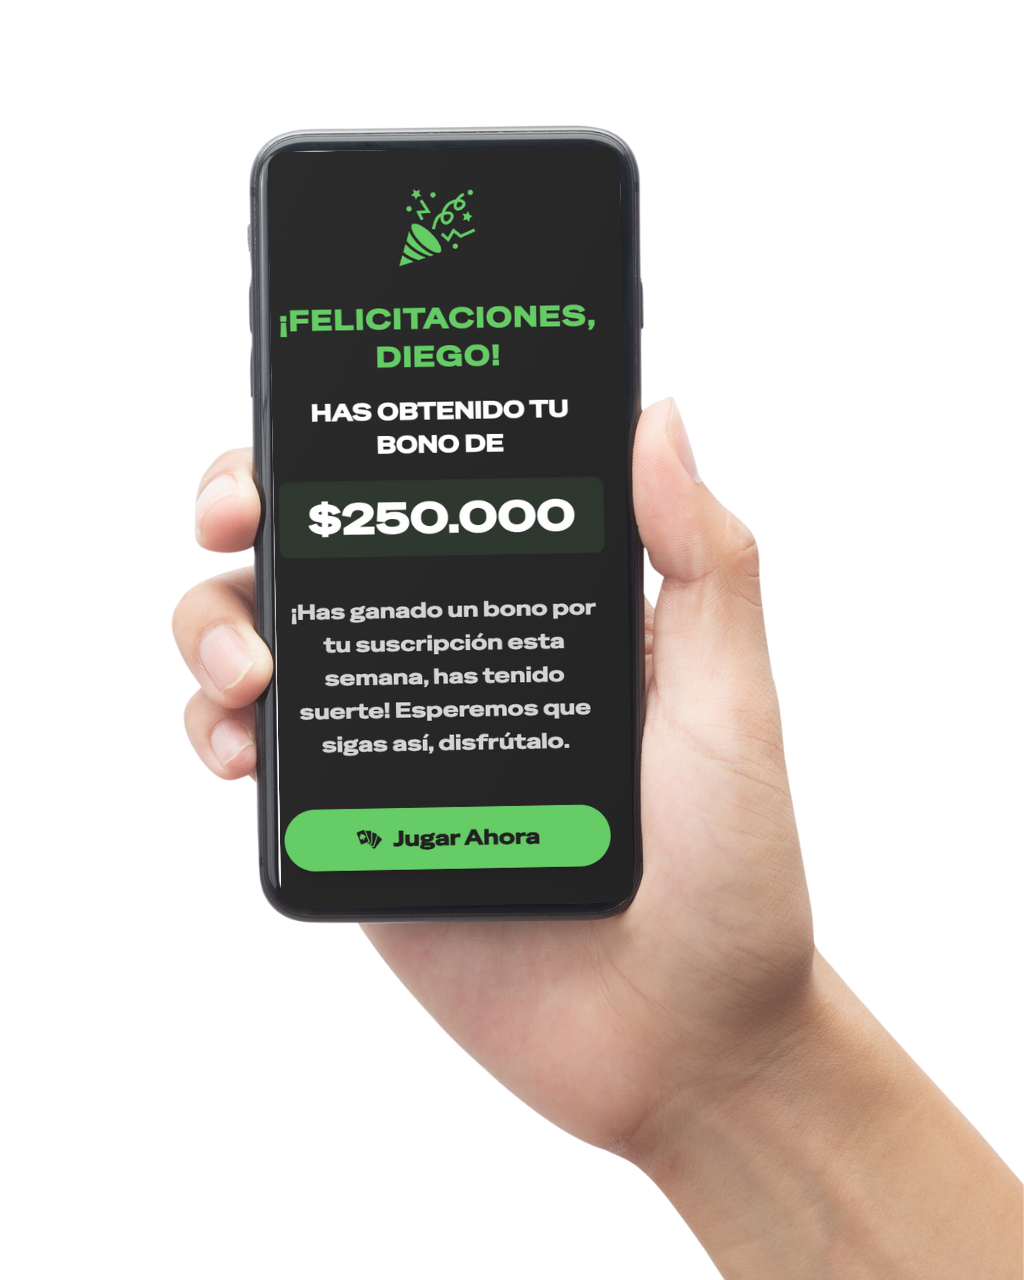 ¡FELICITACIONES,
DIEGO!
HAS OBTENIDO TU
BONO DE
$250.000
¡Has ganado un bono por
tu suscripción esta
semana, has tenido
suerte! Esperemos que
sigas así, disfrútalo.
Jugar Ahora